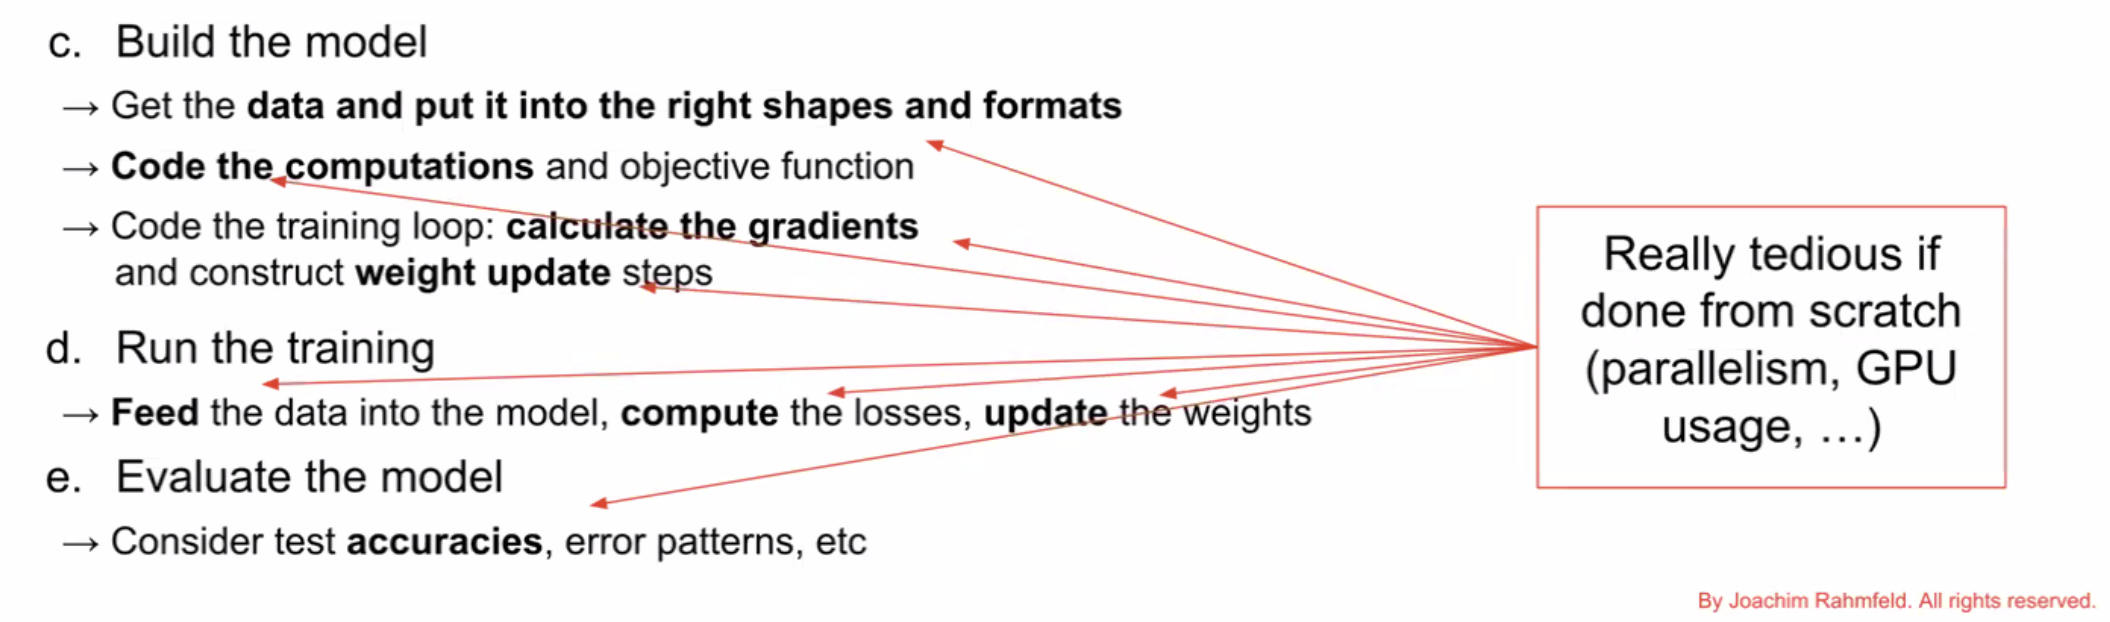 c. Build the model
→ Get the data and put it into the right shapes and formats
→ Code the computations and objective function
→ Code the training loop: calculate the gradients
and construct weight update steps
d. Run the training
→ Feed the data into the model, compute the losses, update the weights
e. Evaluate the model
→ Consider test accuracies, error patterns, etc
Really tedious if
done from scratch
(parallelism, GPU
usage, …)
By Joachim Rahmfeld. All rights reserved.